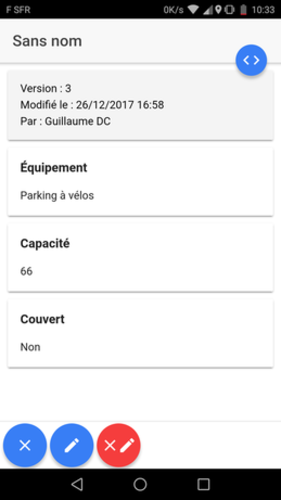 F SFR 0K/s 10:33
Sans nom
Version : 3
Modifié le : 26/12/2017 16:58
Par : Guillaume DC
Équipement
Parking à vélos
Capacité
66
Couvert
Non